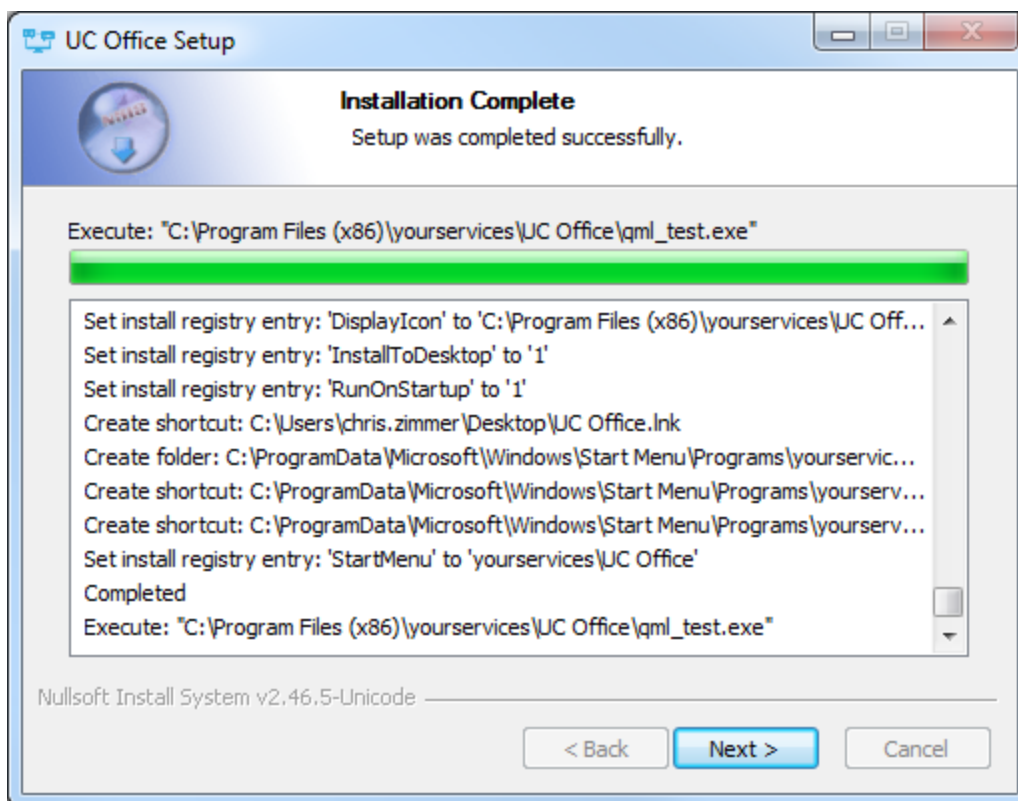 UC Office Setup
Installation Complete
Setup was completed successfully.
Execute: "C:\Program Files (x86)\yourservices\UC Office\qml_test.exe"
Set install registry entry: 'DisplayIcon' to 'C:\Program Files (x86)\yourservices\UC Off...
Set install registry entry: 'InstallToDesktop' to '1'
Set install registry entry: 'RunOnStartup' to '1'
Create shortcut: C:\Users\chris.zimmer\Desktop\UC Office.lnk
Create folder: C:\ProgramData\Microsoft\Windows\Start Menu\Programs\yourservic...
Create shortcut: C:\ProgramData\Microsoft\Windows\Start Menu\Programs\yourserv...
Create shortcut: C:\ProgramData\Microsoft\Windows\Start Menu\Programs\yourserv...
Set install registry entry: 'StartMenu' to 'yourservices\UC Office'
Completed
Execute: "C:\Program Files (x86)\yourservices\UC Office\qml_test.exe"
Nullsoft Install System v2.46.5-Unicode
< Back Next > Cancel